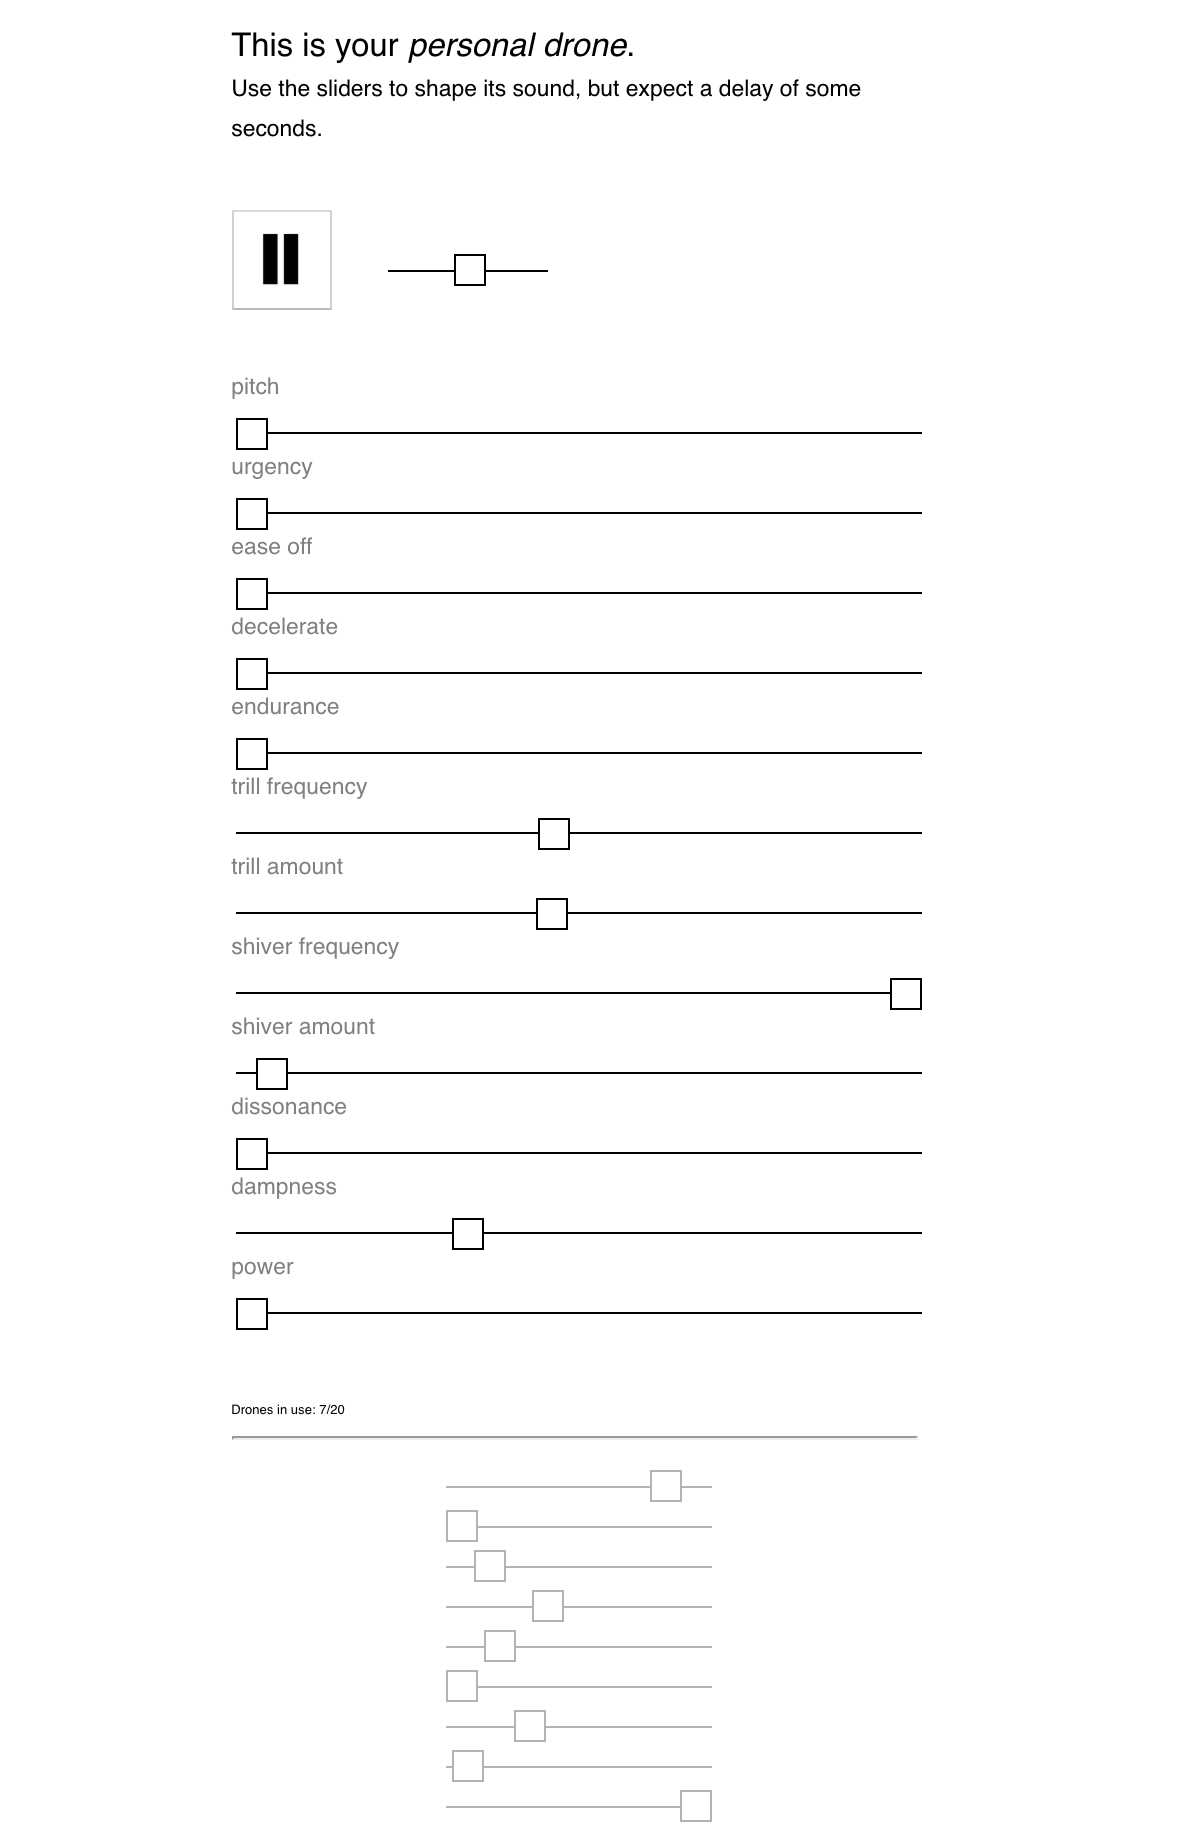 This is your personal drone.
Use the sliders to shape its sound, but expect a delay of some
seconds.
pitch
urgency
ease off
decelerate
endurance
trill frequency
trill amount
shiver frequency
shiver amount
dissonance
dampness
power
Drones in use: 7/20